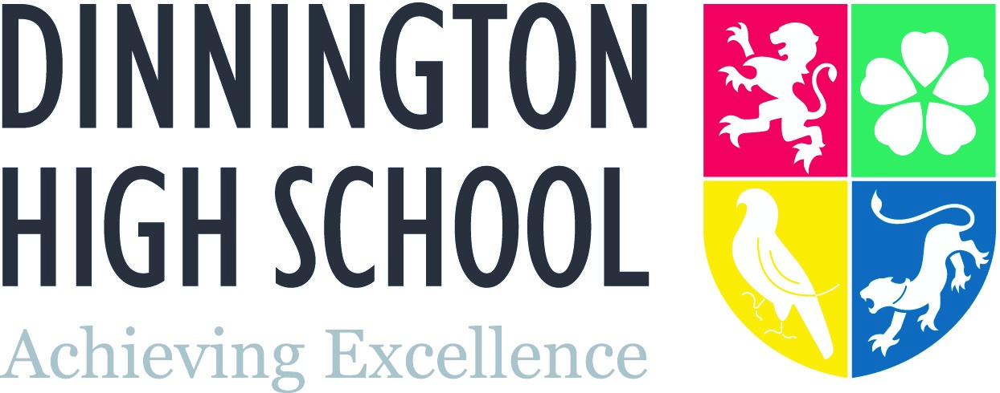 DINNINGTON
HIGH SCHOOL
Achieving Excellence